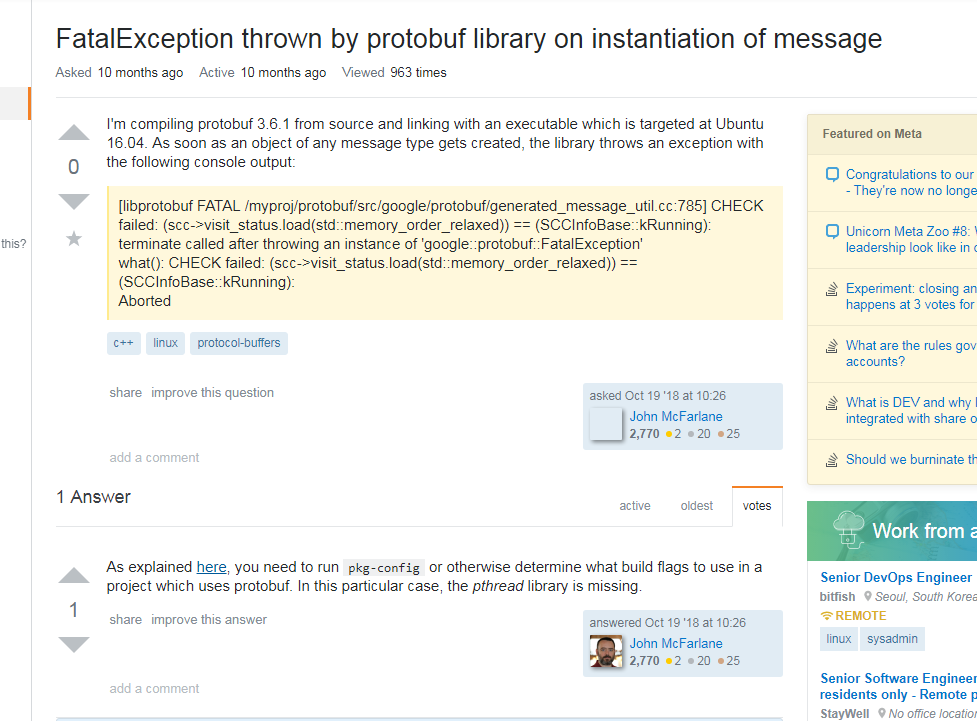 FatalException thrown by protobuf library on instantiation of message
Asked 10 months ago Active 10 months ago Viewed 963 times
I'm compiling protobuf 3.6.1 from source and linking with an executable which is targeted at Ubuntu
16.04. As soon as an object of any message type gets created, the library throws an exception with
the following console output:
0
[libprotobuf FATAL /myproj/protobuf/src/google/protobuf/generated_message_util.cc:785] CHECK
failed: (scc->visit_status.load(std::memory_order_relaxed)) == (SCCInfoBase::kRunning):
terminate called after throwing an instance of 'google::protobuf::FatalException'
what(): CHECK failed: (scc->visit_status.load(std::memory_order_relaxed)) ==
(SCCInfoBase::kRunning):
Aborted
this?
c++ linux protocol-buffers
share improve this question
asked Oct 19 '18 at 10:26
John McFarlane
2,770 2 20 25
add a comment
1 Answer
active oldest votes
As explained here, you need to run pkg-config or otherwise determine what build flags to use in a
project which uses protobuf. In this particular case, the pthread library is missing.
1
share improve this answer
answered Oct 19 '18 at 10:26
John McFarlane
2,770 2 20 25
add a comment
Featured on Meta
Congratulations to our
- They're now no longe
Unicorn Meta Zoo #8: W
leadership look like in c
Experiment: closing an
happens at 3 votes for
What are the rules gov
accounts?
What is DEV and why
integrated with share o
Should we burninate th
Work from a
Senior DevOps Engineer
bitfish Seoul, South Korea
REMOTE
linux sysadmin
Senior Software Engineer
residents only - Remote p
StayWell No office location